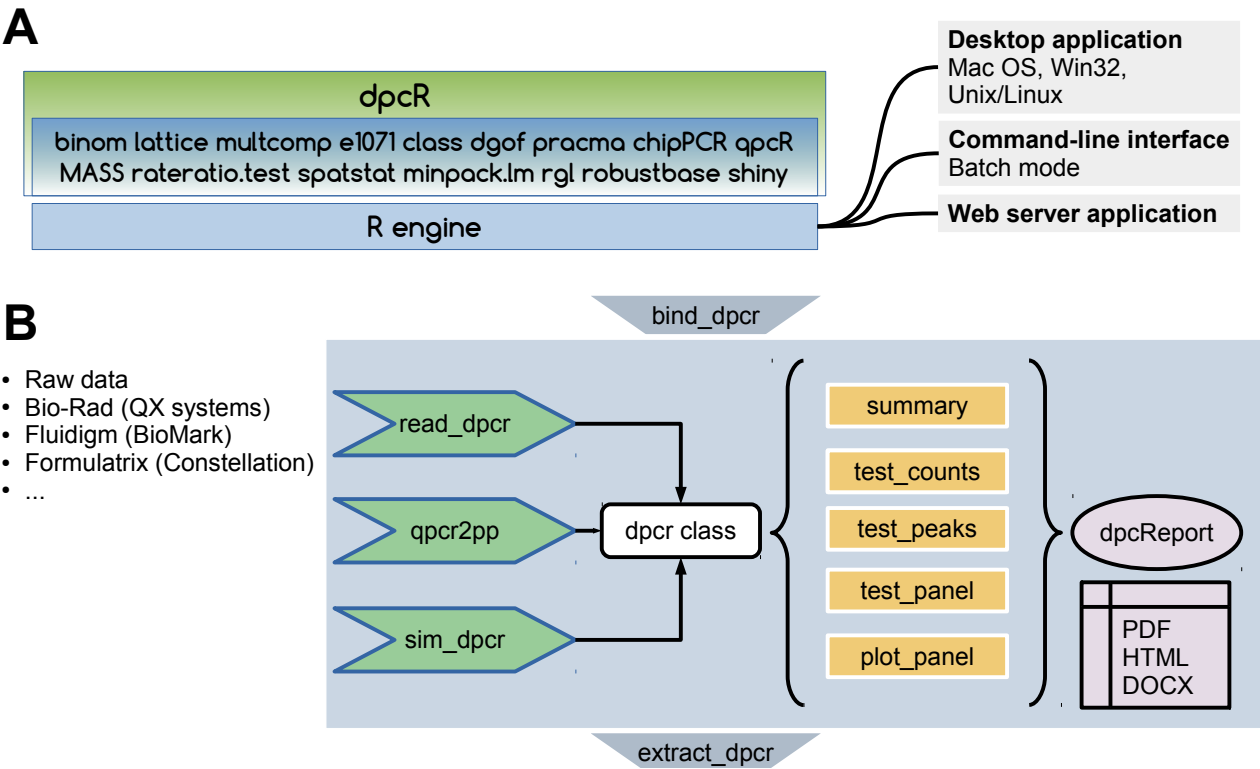 A
dpcR
binom lattice multcomp e1071 class dgof pracma chipPCR qpcR
MASS rateratio.test spatstat minpack.lm rgl robustbase shiny
R engine
Desktop application
Mac OS, Win32,
Unix/Linux
Command-line interface
Batch mode
Web server application
B
• Raw data
• Bio-Rad (QX systems)
• Fluidigm (BioMark)
• Formulatrix (Constellation)
• ...
bind_dpcr
read_dpcr
qpcr2pp
sim_dpcr
dpcr class
summary
test_counts
test_peaks
test_panel
plot_panel
dpcReport
PDF
HTML
DOCX
extract_dpcr